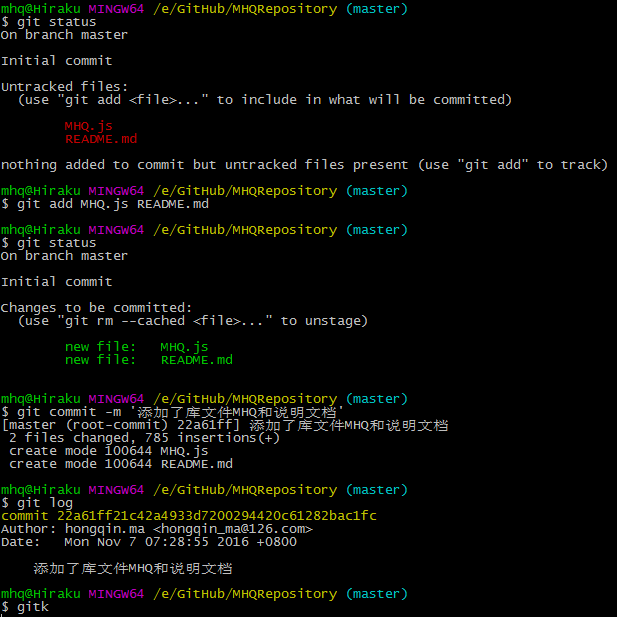 mhq@Hiraku MINGW64 /e/GitHub/MHQRepository (master)
$ git status
On branch master
Initial commit
Untracked files:
(use "git add <file>..." to include in what will be committed)
MHQ.js
README.md
nothing added to commit but untracked files present (use "git add" to track)
mhq@Hiraku MINGW64 /e/GitHub/MHQRepository (master)
$ git add MHQ.js README.md
mhq@Hiraku MINGW64 /e/GitHub/MHQRepository (master)
$ git status
On branch master
Initial commit
Changes to be committed:
(use "git rm --cached <file>..." to unstage)
new file:   MHQ.js
new file:   README.md
mhq@Hiraku MINGW64 /e/GitHub/MHQRepository (master)
$ git commit -m '添加了库文件MHQ和说明文档'
[master (root-commit) 22a61ff] 添加了库文件MHQ和说明文档
2 files changed, 785 insertions(+)
create mode 100644 MHQ.js
create mode 100644 README.md
mhq@Hiraku MINGW64 /e/GitHub/MHQRepository (master)
$ git log
commit 22a61ff21c42a4933d7200294420c61282bac1fc
Author: hongqin.ma <hongqin_ma@126.com>
Date:   Mon Nov 7 07:28:55 2016 +0800
添加了库文件MHQ和说明文档
mhq@Hiraku MINGW64 /e/GitHub/MHQRepository (master)
$ gitk